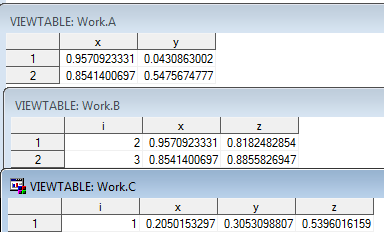 VIEWTABLE: Work.A
x y
1 0.9570923331 0.0430863002
2 0.8541400697 0.5475674777
VIEWTABLE: Work.B
i x z
1 2 0.9570923331 0.8182482854
2 3 0.8541400697 0.8855826947
VIEWTABLE: Work.C
i x y z
1 1 0.2050153297 0.3053098807 0.5396016159